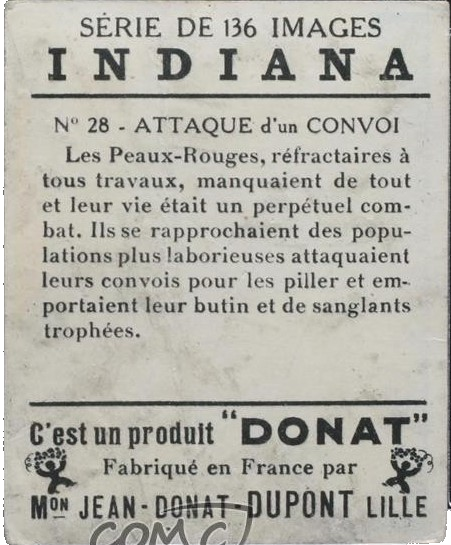 SÉRIE DE 136 IMAGES
INDIANA
Nº 28 - ATTAQUE d'un CONVOI
Les Peaux-Rouges, réfractaires à
tous travaux, manquaient de tout
et leur vie était un perpétuel com-
bat. Ils se rapprochaient des popu-
lations plus laborieuses attaquaient
leurs convois pour les piller et em-
portaient leur butin et de sanglants
trophées.
C'est un produit "DONAT"
Fabriqué en France par
Mon JEAN-DONAT-DUPONT LILLE
COMC